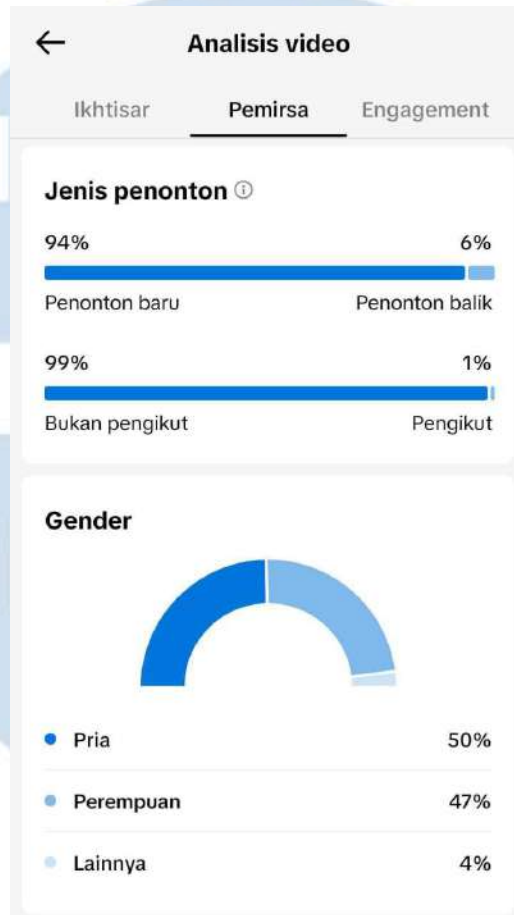 Analisis video
Ikhtisar Pemirsa Engagement
Jenis penonton
94% 6%
Penonton baru Penonton balik
99% 1%
Bukan pengikut Pengikut
Gender
Pria 50%
Perempuan 47%
Lainnya 4%